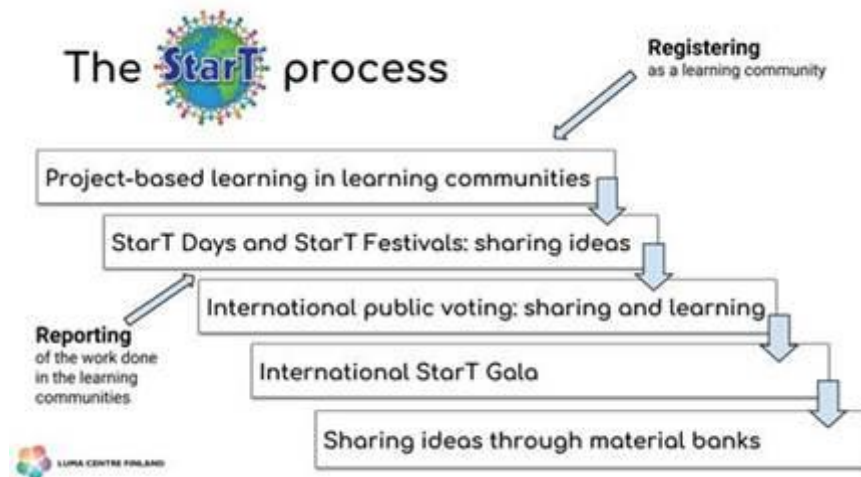 The StarT process
Registering
as a learning community
Project-based learning in learning communities
StarT Days and StarT Festivals: sharing ideas
International public voting: sharing and learning
Reporting
of the work done
in the learning
communities
International StarT Gala
Sharing ideas through material banks
LUMA CENTRE FINLAND